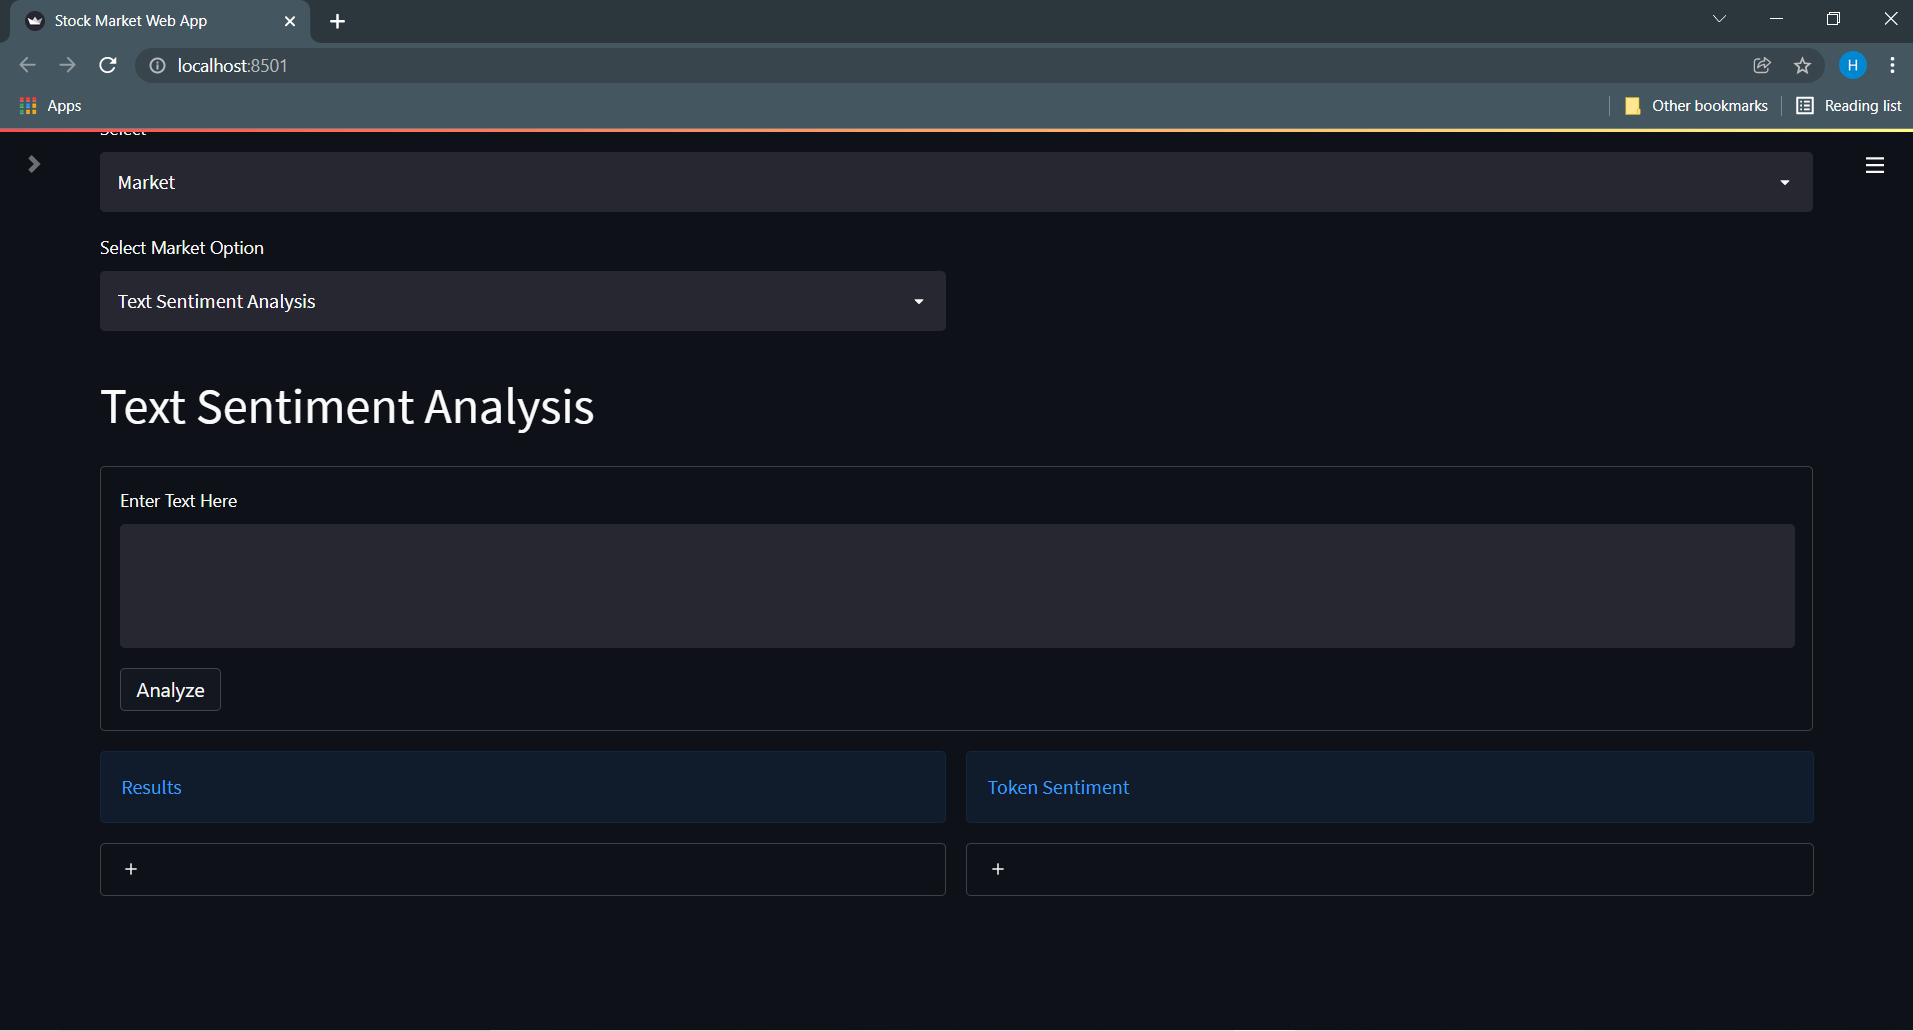 Stock Market Web App
localhost:8501
H
Apps
Other bookmarks
Reading list
Select
Market
Select Market Option
Text Sentiment Analysis
Text Sentiment Analysis
Enter Text Here
Analyze
Results
Token Sentiment